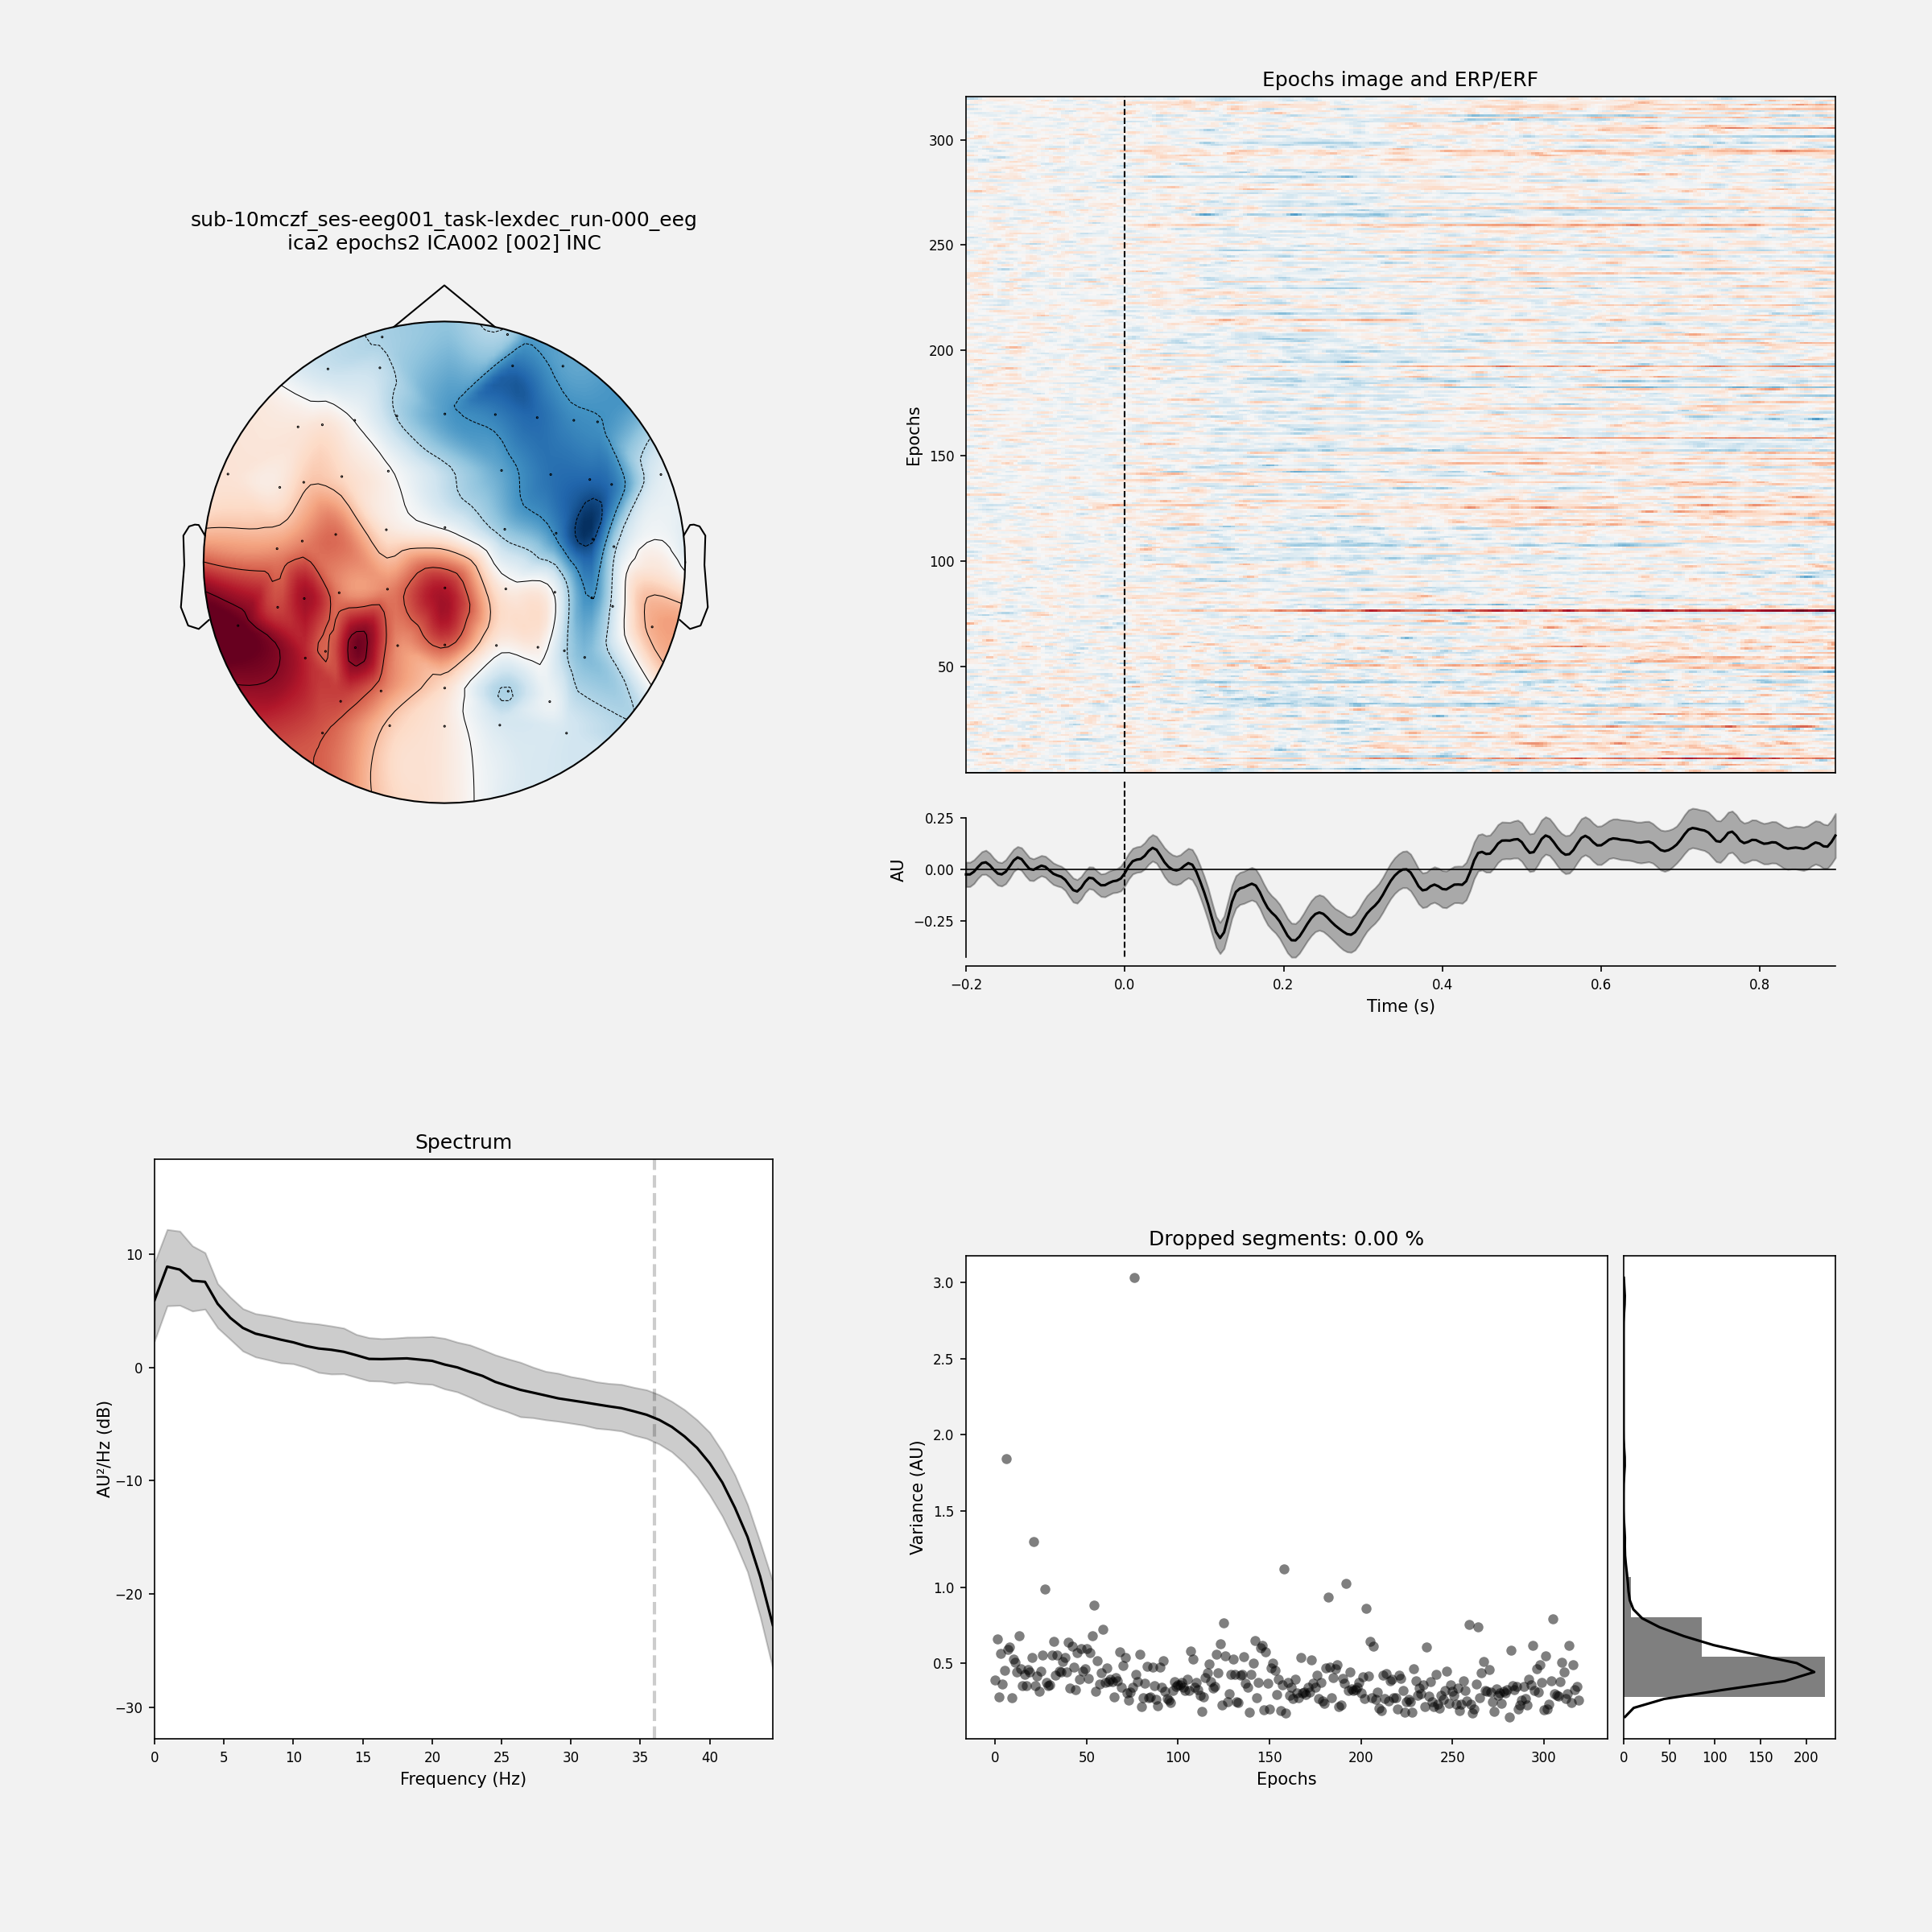 sub-10mczf_ses-eeg001_task-lexdec_run-000_eeg
ica2 epochs2 ICA002 [002] INC
Epochs image and ERP/ERF
Epochs
300
250
200
150
100
50
AU
0.25
0.00
−0.25
−0.2 0.0 0.2 0.4 0.6 0.8
Time (s)
Spectrum
AU²/Hz (dB)
10
0
−10
−20
−30
0 5 10 15 20 25 30 35 40
Frequency (Hz)
Dropped segments: 0.00 %
Variance (AU)
3.0
2.5
2.0
1.5
1.0
0.5
0 50 100 150 200 250 300
Epochs
0 50 100 150 200